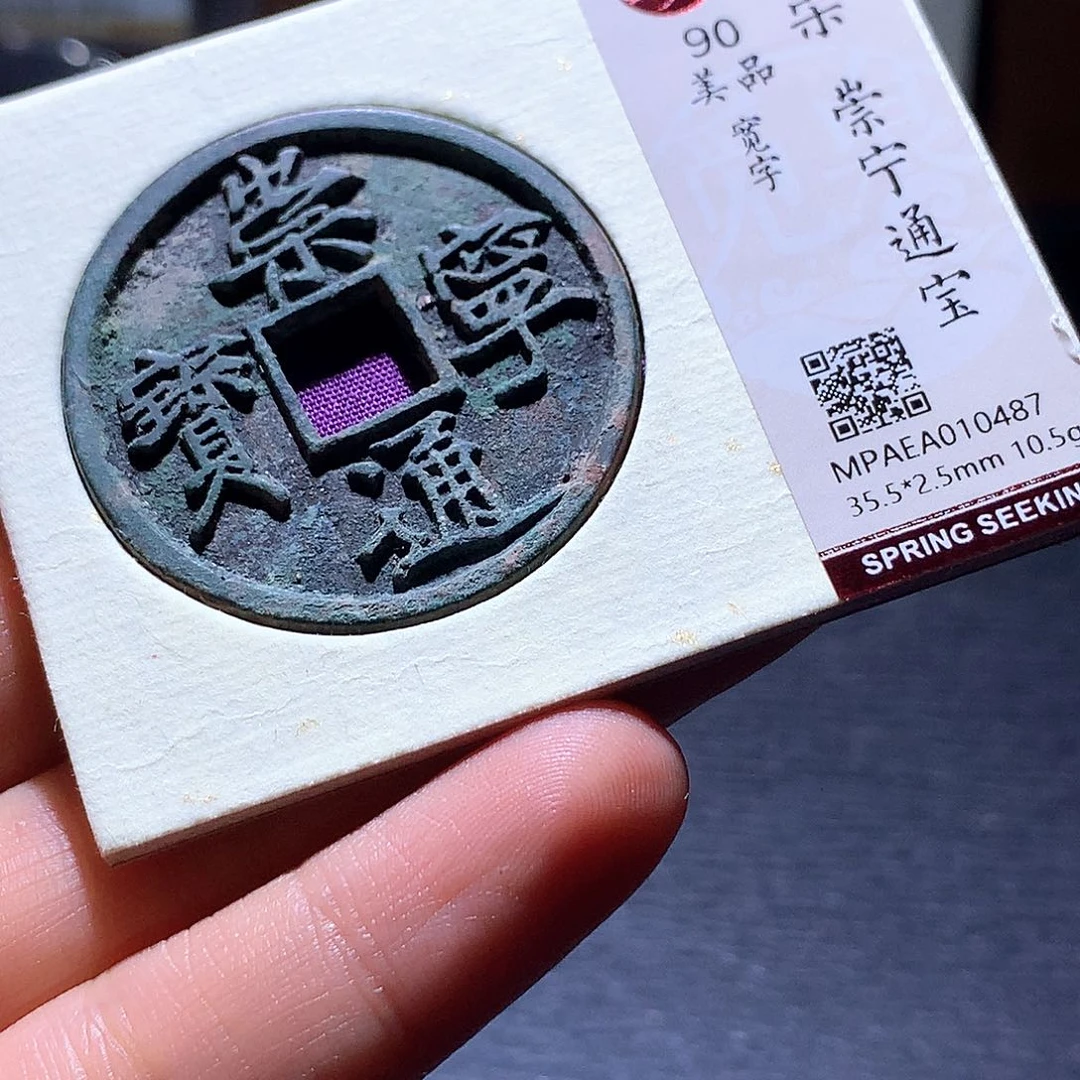 崇寧通寳
90
美品
宽字
宋 崇宁通宝
MPAEA010487
35.5*2.5mm 10.5g
SPRING SEEKIN